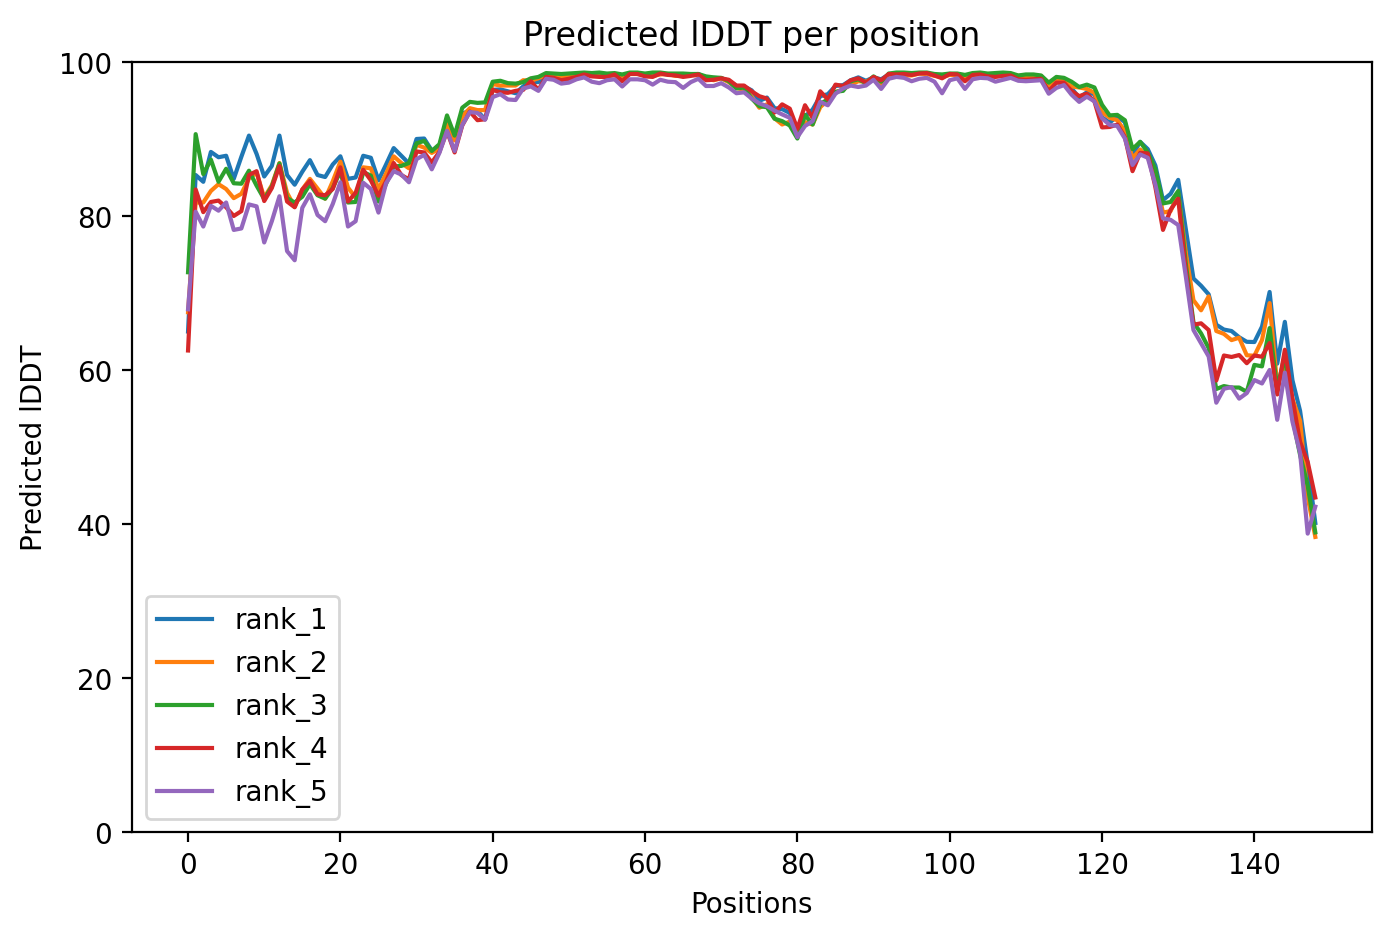 Predicted lDDT per position
100
80
60
40
20
0
Predicted lDDT
rank_1
rank_2
rank_3
rank_4
rank_5
0 20 40 60 80 100 120 140
Positions